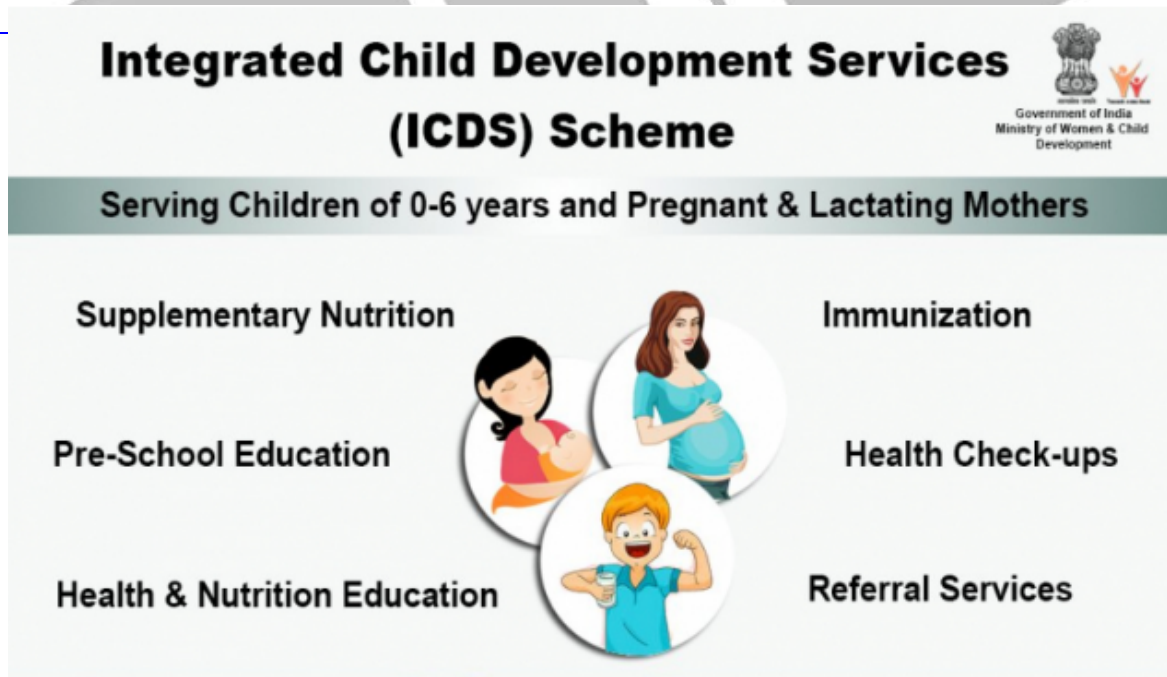 Integrated Child Development Services
(ICDS) Scheme
Government of India
Ministry of Women & Child
Development
Serving Children of 0-6 years and Pregnant & Lactating Mothers
Supplementary Nutrition
Immunization
Pre-School Education
Health Check-ups
Health & Nutrition Education
Referral Services